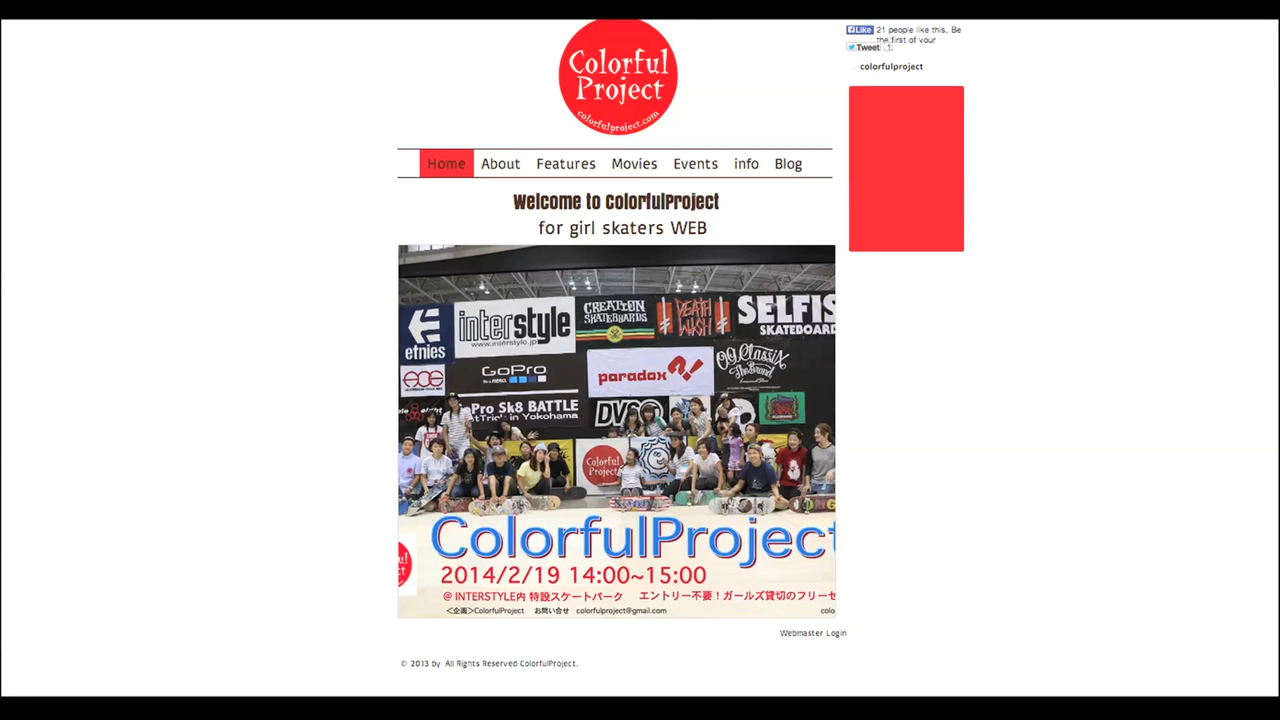 Colorful
Project
colorfulproject.com
Like 21 people like this. Be
the first of your
Tweet 1
colorfulproject
Home About Features Movies Events info Blog
Welcome to ColorfulProject
for girl skaters WEB
etnies
interstyle
www.interstyle.jp
CREATION
SKATEBOARDS
DEATH
WISH
SELFIS
SKATEBOARD
GoPro
paradox
Pro Sk8 BATTLE
tTrick in Yokohama
Colorful
Project
ColorfulProject
2014/2/19 14:00~15:00
@ INTERSTYLE内 特設スケートパーク エントリー不要！ガールズ貸切のフリーセ
＜企画＞ColorfulProject お問い合せ colorfulproject@gmail.com colo
Webmaster Login
© 2013 by All Rights Reserved ColorfulProject.